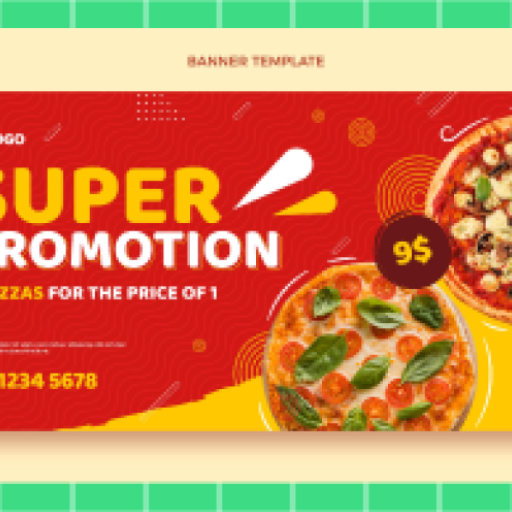 BANNER TEMPLATE
OGO
SUPER
ROMOTION
ZZAS FOR THE PRICE OF 1
1234 5678
9$